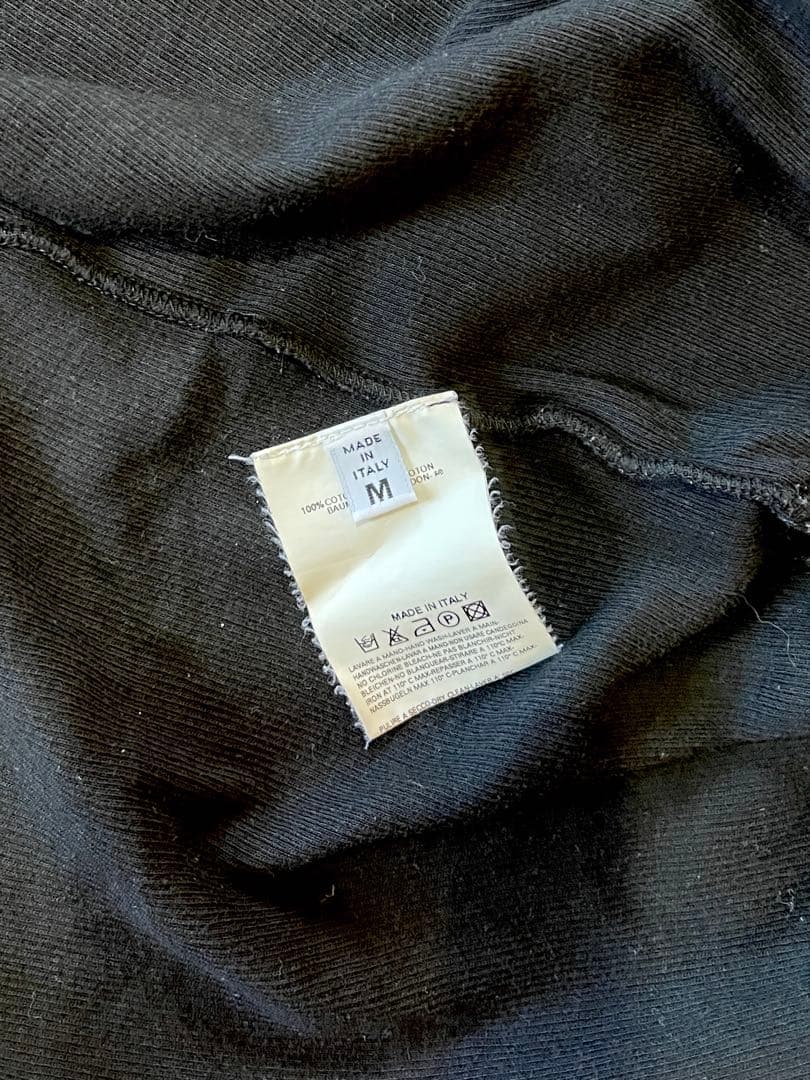 MADE
IN
ITALY
M
100% COTO OTON
BAU DON-
MADE IN ITALY
LAVARE A MANO-HAND WASH-LAVER A MAIN-
HANDWASCHEN-LAVAR A MANO-NON USARE CANDEGGINA
NO CHLORINE BLEACH-NE PAS BLANCHIR-NICHT
BLEICHEN-NO BLANQUEAR-STIRARE A 110°C MAX-
IRON AT 110° C MAX-REPASSER A 110° C MAX-
NASSBUGELN MAX 110° C-PLANCHAR A 110° C MAX-
PULIRE A SECCO-DRY CLEAN-LAVER A